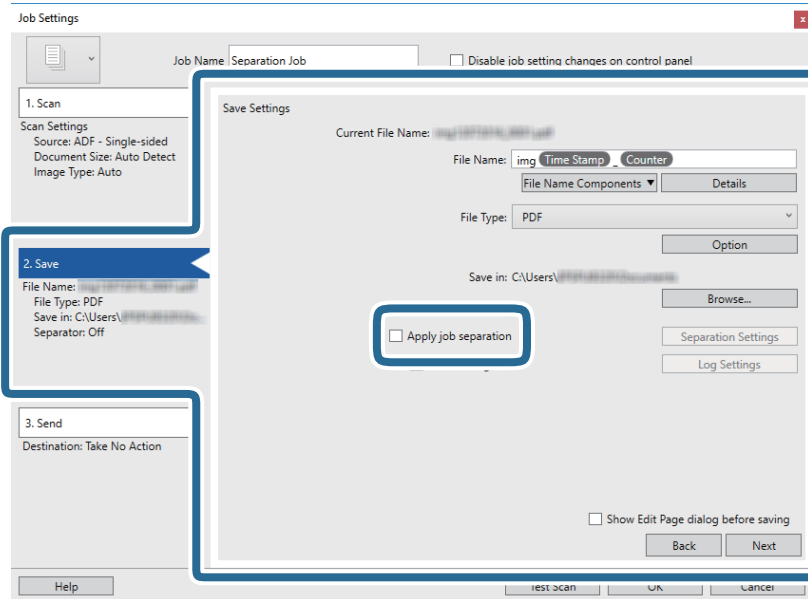 Job Settings
x
Job Name Separation Job
Disable job setting changes on control panel
1. Scan
Scan Settings
Source: ADF - Single-sided
Document Size: Auto Detect
Image Type: Auto
2. Save
File Name:
File Type: PDF
Save in: C:\Users\
Separator: Off
3. Send
Destination: Take No Action
Save Settings
Current File Name:
File Name: img Time Stamp _ Counter
File Name Components ▼ Details
File Type: PDF
Option
Save in: C:\Users\
Browse...
Apply job separation Separation Settings
Log Settings
Show Edit Page dialog before saving
Back Next
Help Test Scan OK Cancel